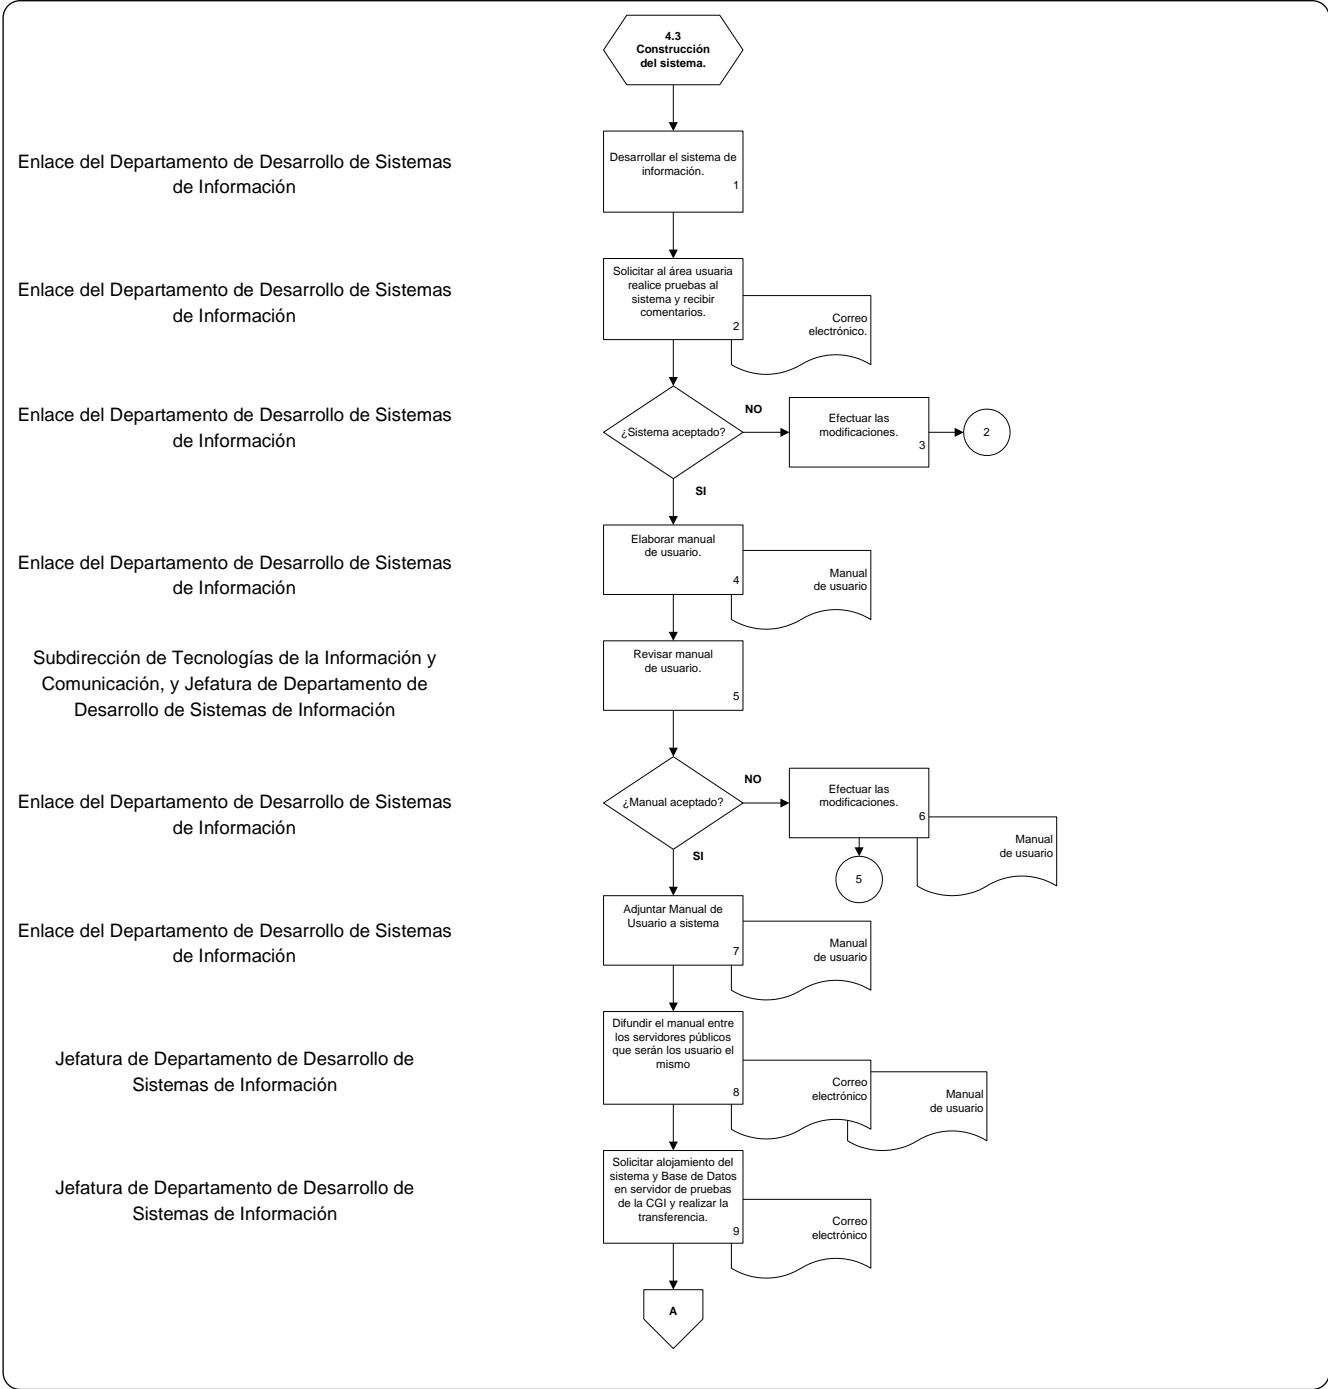 4.3
Construcción
del sistema.
Enlace del Departamento de Desarrollo de Sistemas
de Información
Desarrollar el sistema de
información.
1
Enlace del Departamento de Desarrollo de Sistemas
de Información
Solicitar al área usuaria
realice pruebas al
sistema y recibir
comentarios.
2
Correo
electrónico.
Enlace del Departamento de Desarrollo de Sistemas
de Información
¿Sistema aceptado?
NO
Efectuar las
modificaciones.
3
2
SI
Enlace del Departamento de Desarrollo de Sistemas
de Información
Elaborar manual
de usuario.
4
Manual
de usuario
Subdirección de Tecnologías de la Información y
Comunicación, y Jefatura de Departamento de
Desarrollo de Sistemas de Información
Revisar manual
de usuario.
5
Enlace del Departamento de Desarrollo de Sistemas
de Información
¿Manual aceptado?
NO
Efectuar las
modificaciones.
6
Manual
de usuario
5
SI
Enlace del Departamento de Desarrollo de Sistemas
de Información
Adjuntar Manual de
Usuario a sistema
7
Manual
de usuario
Jefatura de Departamento de Desarrollo de
Sistemas de Información
Difundir el manual entre
los servidores públicos
que serán los usuario el
mismo
8
Correo
electrónico
Manual
de usuario
Jefatura de Departamento de Desarrollo de
Sistemas de Información
Solicitar alojamiento del
sistema y Base de Datos
en servidor de pruebas
de la CGI y realizar la
transferencia.
9
Correo
electrónico
A